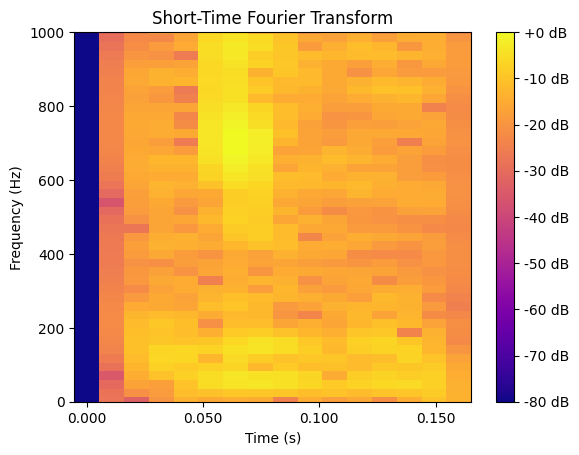 Short-Time Fourier Transform
Frequency (Hz)
1000
800
600
400
200
0
0.000
0.050
0.100
0.150
Time (s)
+0 dB
-10 dB
-20 dB
-30 dB
-40 dB
-50 dB
-60 dB
-70 dB
-80 dB